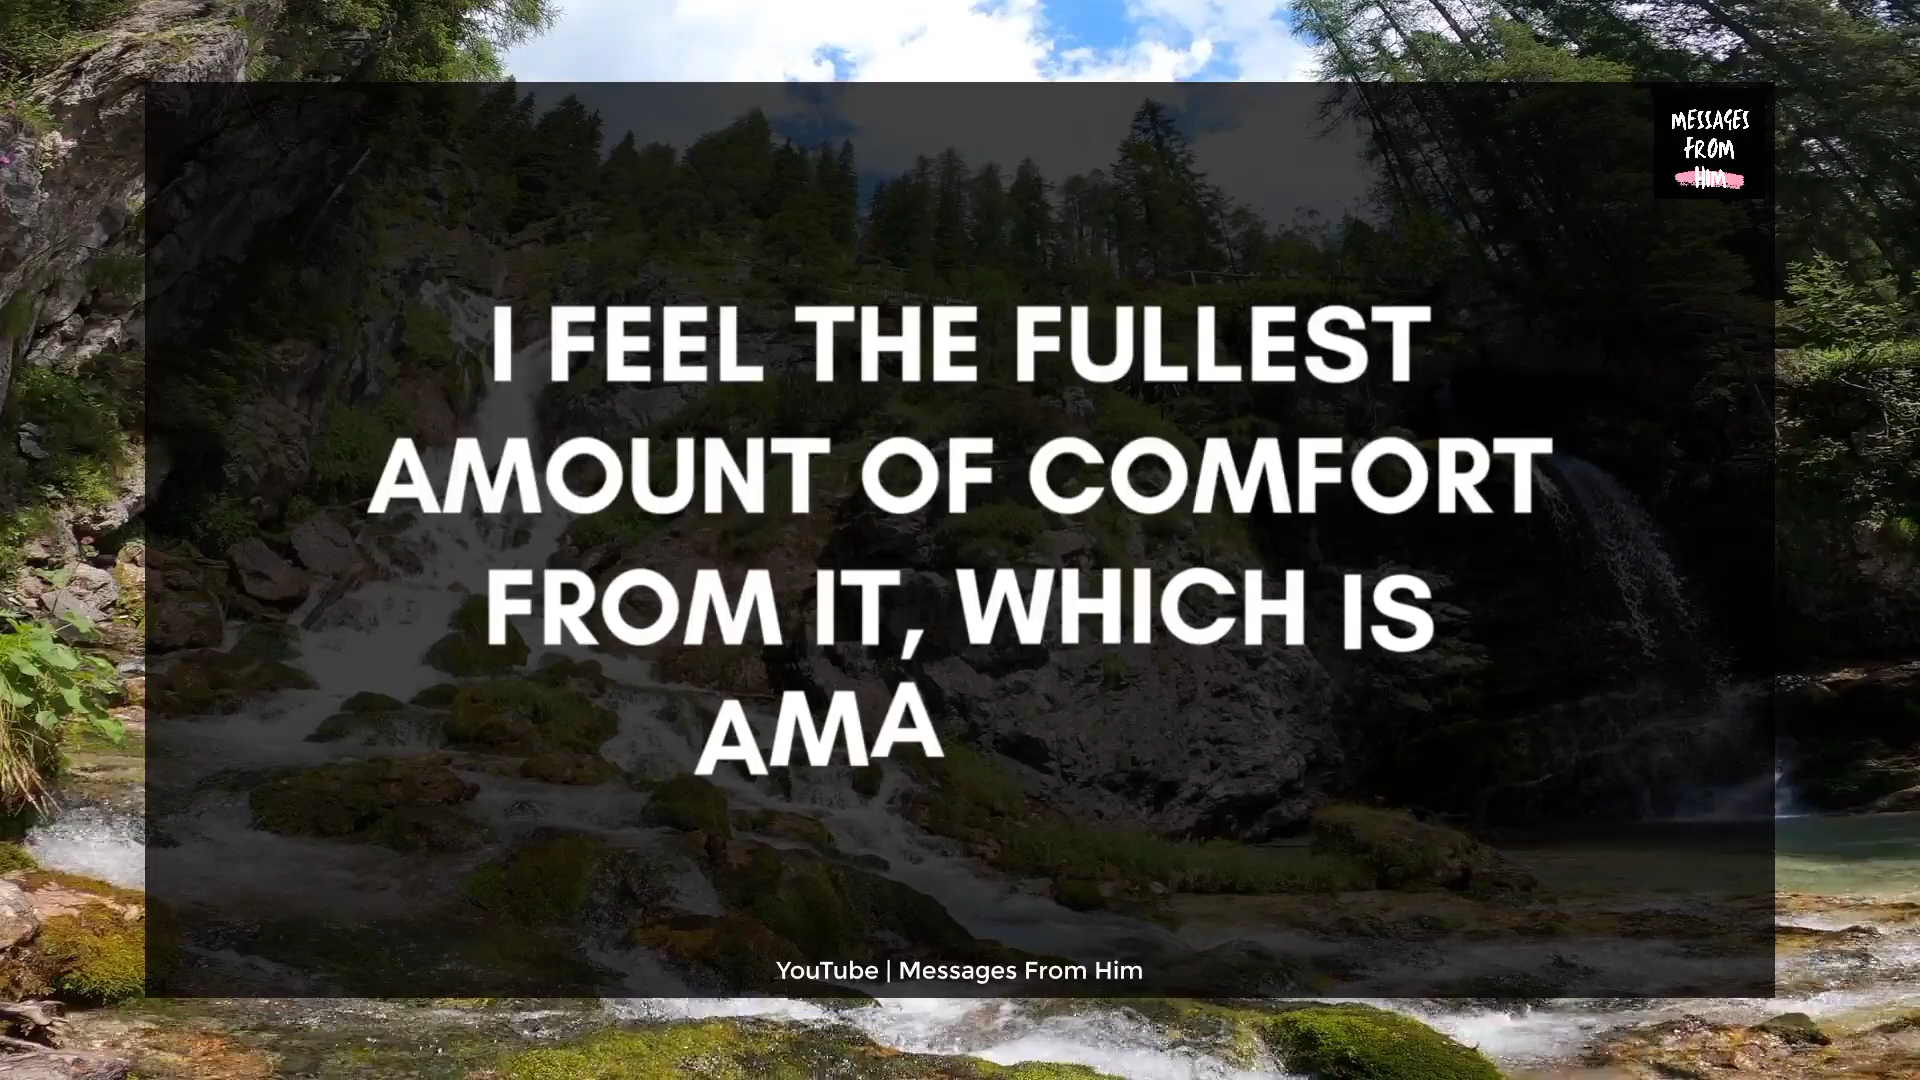 MESSAGES
FROM
HIM
I FEEL THE FULLEST
AMOUNT OF COMFORT
FROM IT, WHICH IS
AMA
YouTube | Messages From Him